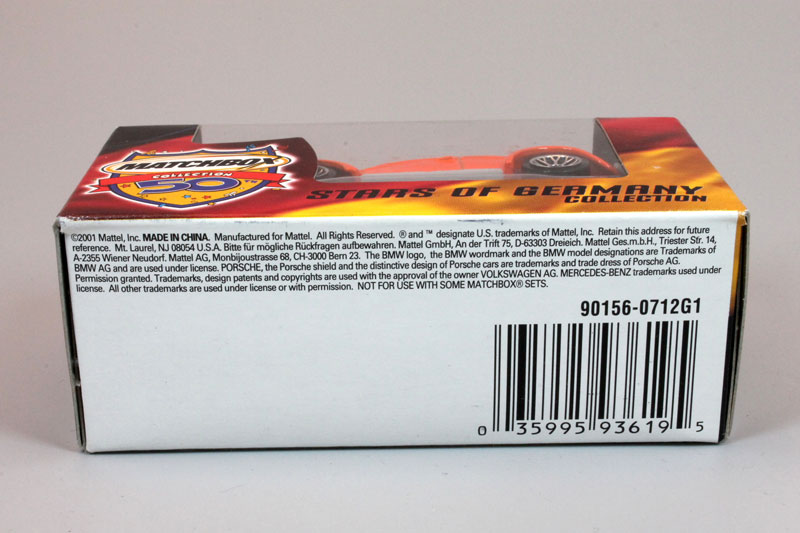 MATCHBOX
COLLECTION
50TH
STARS OF GERMANY
COLLECTION
©2001 Mattel, Inc. MADE IN CHINA. Manufactured for Mattel. All Rights Reserved. ® and ™ designate U.S. trademarks of Mattel, Inc. Retain this address for future
reference. Mt. Laurel, NJ 08054 U.S.A. Bitte für mögliche Rückfragen aufbewahren. Mattel GmbH, An der Trift 75, D-63303 Dreieich. Mattel Ges.m.b.H., Triester Str. 14,
A-2355 Wiener Neudorf. Mattel AG, Monbijoustrasse 68, CH-3000 Bern 23. The BMW logo, the BMW wordmark and the BMW model designations are Trademarks of
BMW AG and are used under license. PORSCHE, the Porsche shield and the distinctive design of Porsche cars are trademarks and trade dress of Porsche AG.
Permission granted. Trademarks, design patents and copyrights are used with the approval of the owner VOLKSWAGEN AG. MERCEDES-BENZ trademarks used under
license. All other trademarks are used under license or with permission. NOT FOR USE WITH SOME MATCHBOX® SETS.
90156-0712G1
0 35995 93619 5